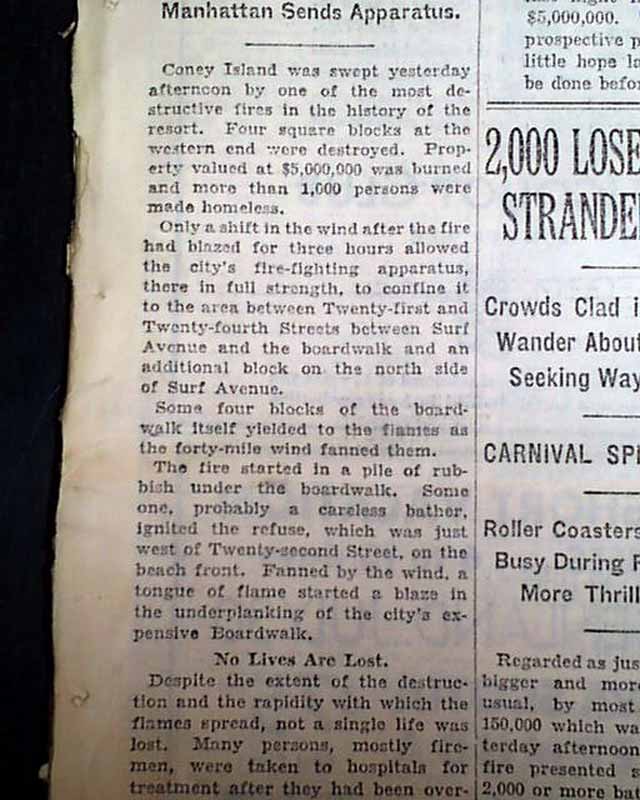 Manhattan Sends Apparatus.
Coney Island was swept yesterday
afternoon by one of the most de-
structive fires in the history of the
resort. Four square blocks at the
western end were destroyed. Prop-
erty valued at $5,000,000 was burned
and more than 1,000 persons were
made homeless.
Only a shift in the wind after the fire
had blazed for three hours allowed
the city's fire-fighting apparatus,
there in full strength, to confine it
to the area between Twenty-first and
Twenty-fourth Streets between Surf
Avenue and the boardwalk and an
additional block on the north side
of Surf Avenue.
Some four blocks of the board-
walk itself yielded to the flames as
the forty-mile wind fanned them.
The fire started in a pile of rub-
bish under the boardwalk. Some
one, probably a careless bather,
ignited the refuse, which was just
west of Twenty-second Street, on the
beach front. Fanned by the wind, a
tongue of flame started a blaze in
the underplanking of the city's ex-
pensive Boardwalk.
No Lives Are Lost.
Despite the extent of the destruc-
tion and the rapidity with which the
flames spread, not a single life was
lost. Many persons, mostly fire-
men, were taken to hospitals for
treatment after they had been over-
$5,000,000.
prospective p
little hope la
be done befor
2,000 LOSE
STRANDE
Crowds Clad i
Wander About
Seeking Way
CARNIVAL SPI
Roller Coasters
Busy During F
More Thrill
Regarded as jus
bigger and more
usual, by most
150,000 which wa
terday afternoon
fire presented s
2,000 or more bat